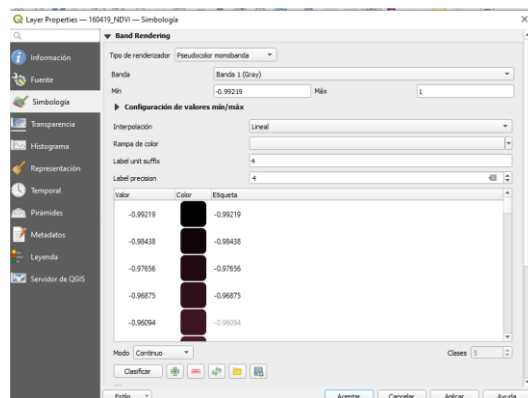 Layer Properties — 160419_NDVI — Simbología
Información
Fuente
Simbología
Transparencia
Histograma
Representación
Temporal
Pirámides
Metadatos
Leyenda
Servidor de QGIS
Band Rendering
Tipo de renderizador Pseudocolor monobanda
Banda Banda 1 (Gray)
Mín -0.99219 Máx 1
Configuración de valores mín/máx
Interpolación Lineal
Rampa de color
Label unit suffix 4
Label precision 4
Valor Color Etiqueta
-0.99219 -0.99219
-0.98438 -0.98438
-0.97656 -0.97656
-0.96875 -0.96875
-0.96094 -0.96094
Modo Continuo Clases 5
Clasificar
Estilo Aceptar Cancelar Aplicar Ayuda